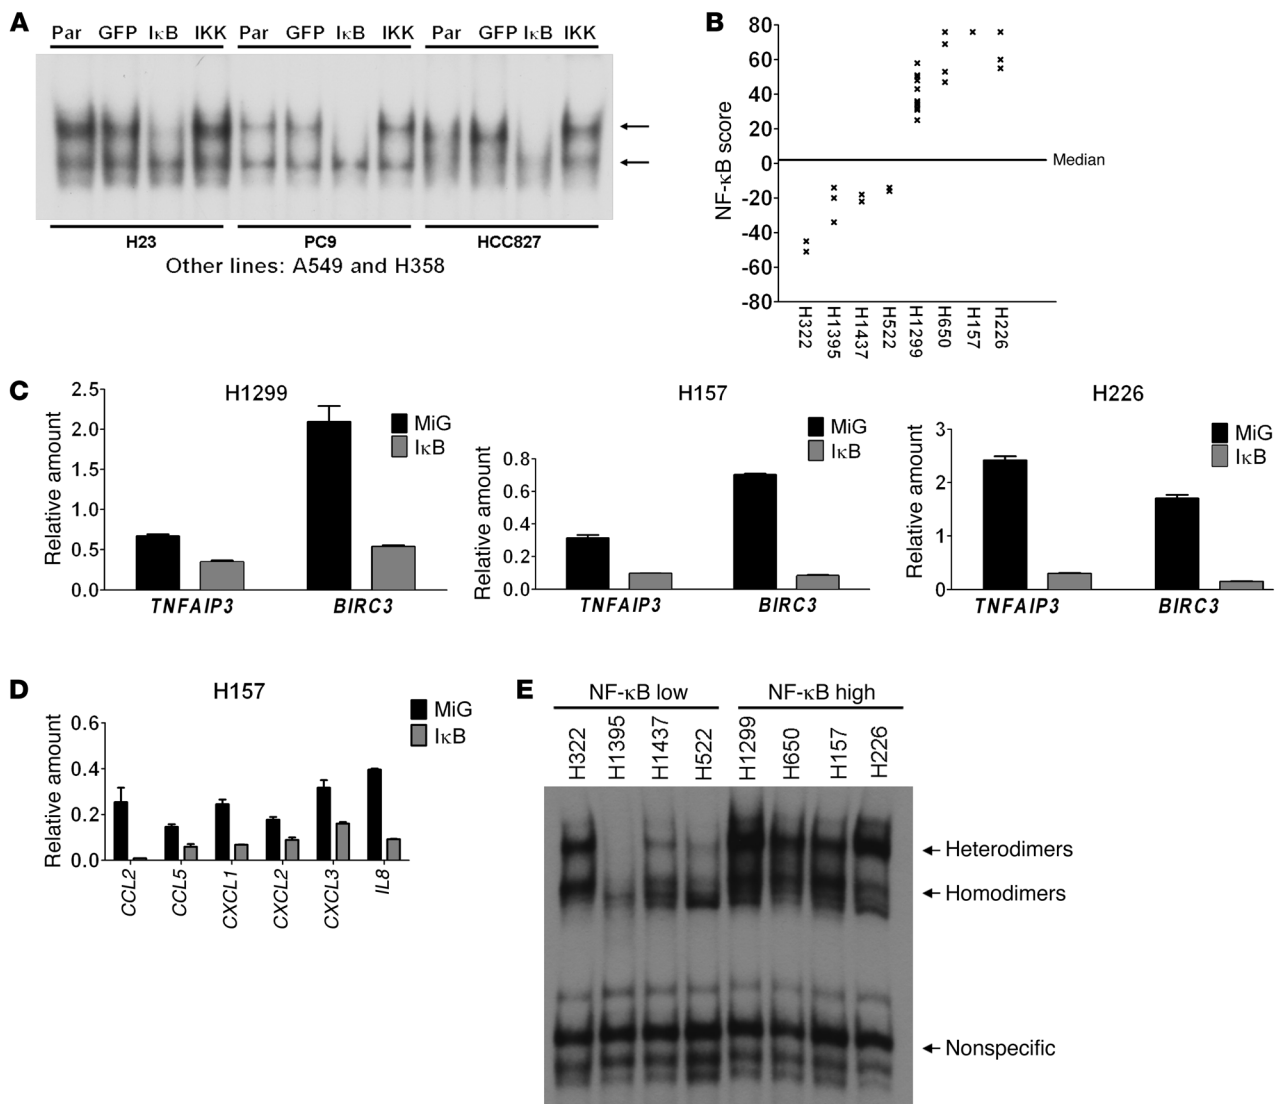 A
Par GFP IκB IKK Par GFP IκB IKK Par GFP IκB IKK
H23 PC9 HCC827
Other lines: A549 and H358
B
NF-κB score
80
60
40
20
0
-20
-40
-60
-80
Median
H322 H1395 H1437 H522 H1299 H650 H157 H226
C
H1299
Relative amount
2.5
2.0
1.5
1.0
0.5
0.0
MiG
IκB
TNFAIP3 BIRC3
H157
Relative amount
0.8
0.6
0.4
0.2
0.0
MiG
IκB
TNFAIP3 BIRC3
H226
Relative amount
3
2
1
0
MiG
IκB
TNFAIP3 BIRC3
D
H157
Relative amount
0.6
0.4
0.2
0.0
MiG
IκB
CCL2 CCL5 CXCL1 CXCL2 CXCL3 IL8
E
NF-κB low NF-κB high
H322 H1395 H1437 H522 H1299 H650 H157 H226
Heterodimers
Homodimers
Nonspecific